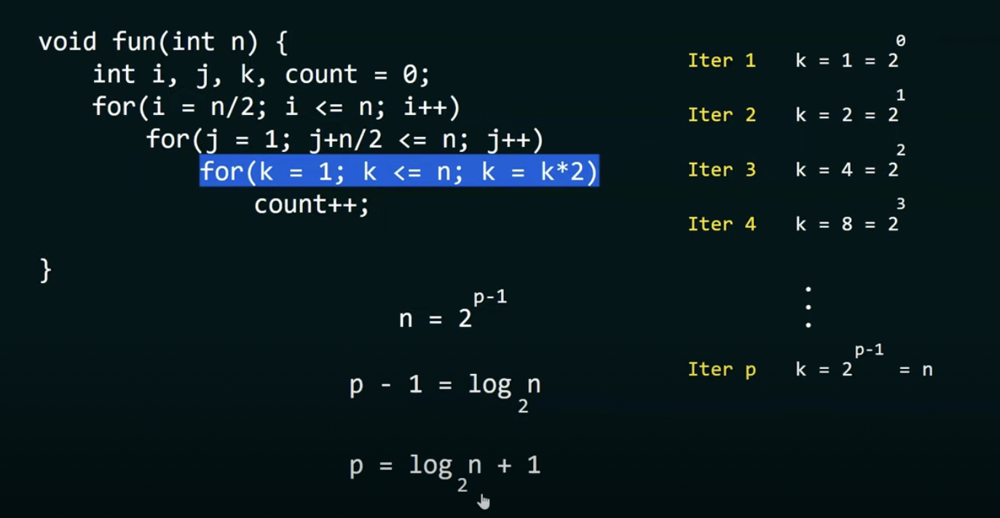 void fun(int n) {
int i, j, k, count = 0;
for(i = n/2; i <= n; i++)
for(j = 1; j+n/2 <= n; j++)
for(k = 1; k <= n; k = k*2)
count++;
}
n = 2^{p-1}
p - 1 = log_2 n
p = log_2 n + 1
Iter 1 k = 1 = 2^0
Iter 2 k = 2 = 2^1
Iter 3 k = 4 = 2^2
Iter 4 k = 8 = 2^3
⋮
Iter p k = 2^{p-1} = n